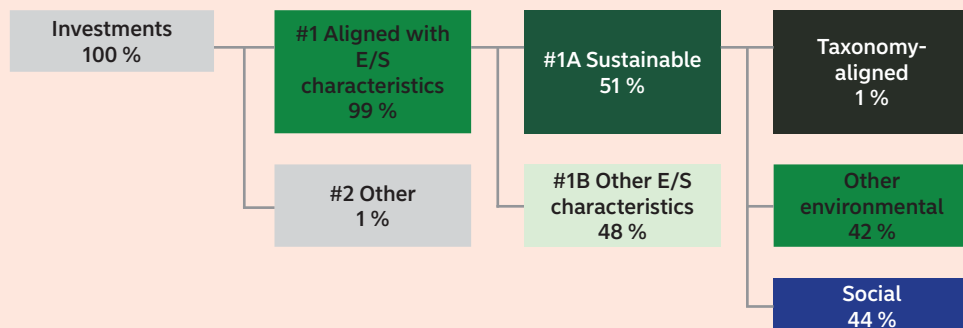 Investments
100 %
#1 Aligned with
E/S
characteristics
99 %
#1A Sustainable
51 %
Taxonomy-
aligned
1 %
#2 Other
1 %
#1B Other E/S
characteristics
48 %
Other
environmental
42 %
Social
44 %